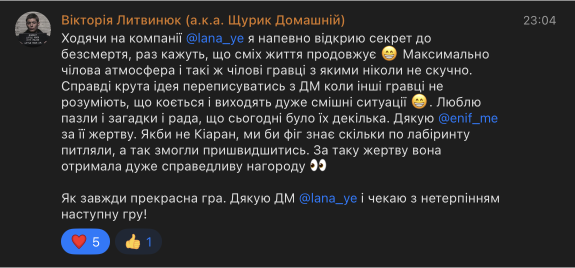 Вікторія Литвинюк (a.k.a. Щурик Домашній) 23:04
Ходячи на компанії @lana_ye я напевно відкрию секрет до
безсмертя, раз кажуть, що сміх життя продовжує 😁 Максимально
чілова атмосфера і такі ж чілові гравці з якими ніколи не скучно.
Справді крута ідея переписуватись з ДМ коли інші гравці не
розуміють, що коється і виходять дуже смішні ситуації 😁. Люблю
пазли і загадки і рада, що сьогодні було їх декілька. Дякую @enif_me
за її жертву. Якби не Кіаран, ми би фіг знає скільки по лабіринту
питляли, а так змогли пришвидшитись. За таку жертву вона
отримала дуже справедливу нагороду 👀
Як завжди прекрасна гра. Дякую ДМ @lana_ye і чекаю з нетерпінням
наступну гру!
❤️ 5 👍 1